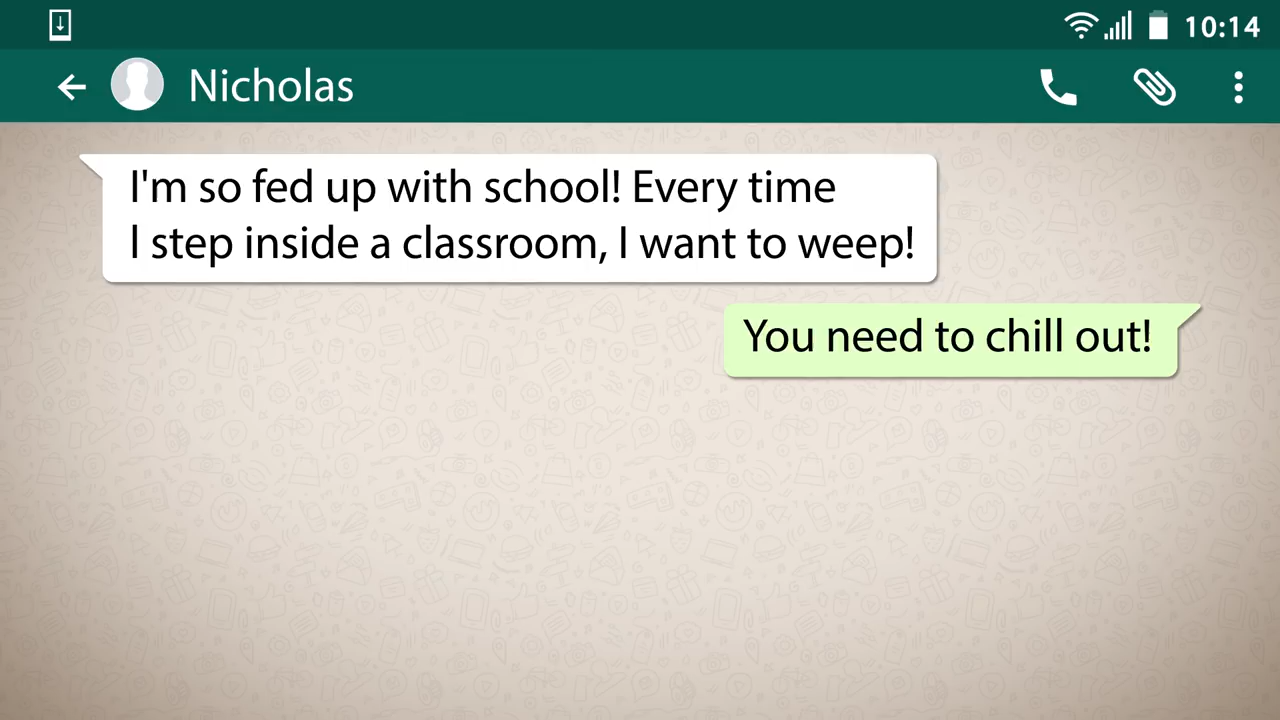 10:14
Nicholas
I'm so fed up with school! Every time
I step inside a classroom, I want to weep!
You need to chill out!